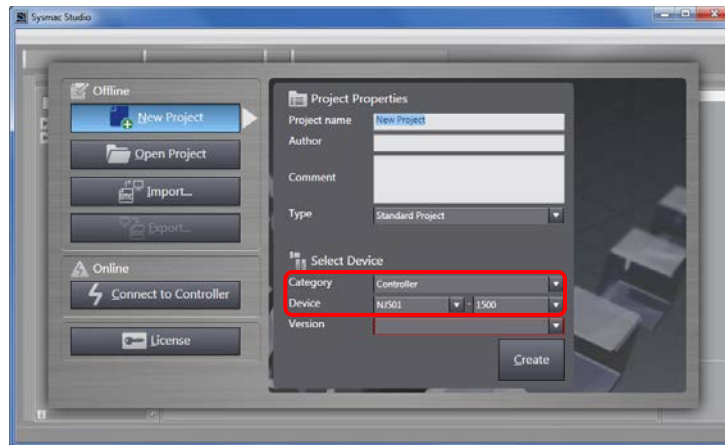 Sysmac Studio
Offline
New Project
Open Project
Import...
Export...
Online
Connect to Controller
License
Project Properties
Project name New Project
Author
Comment
Type Standard Project
Select Device
Category Controller
Device NJ501 - 1500
Version
Create